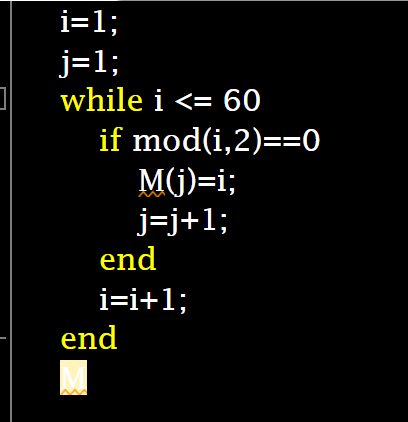 i=1;
j=1;
while i <= 60
if mod(i,2)==0
M(j)=i;
j=j+1;
end
i=i+1;
end
M